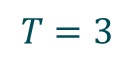 T = 3